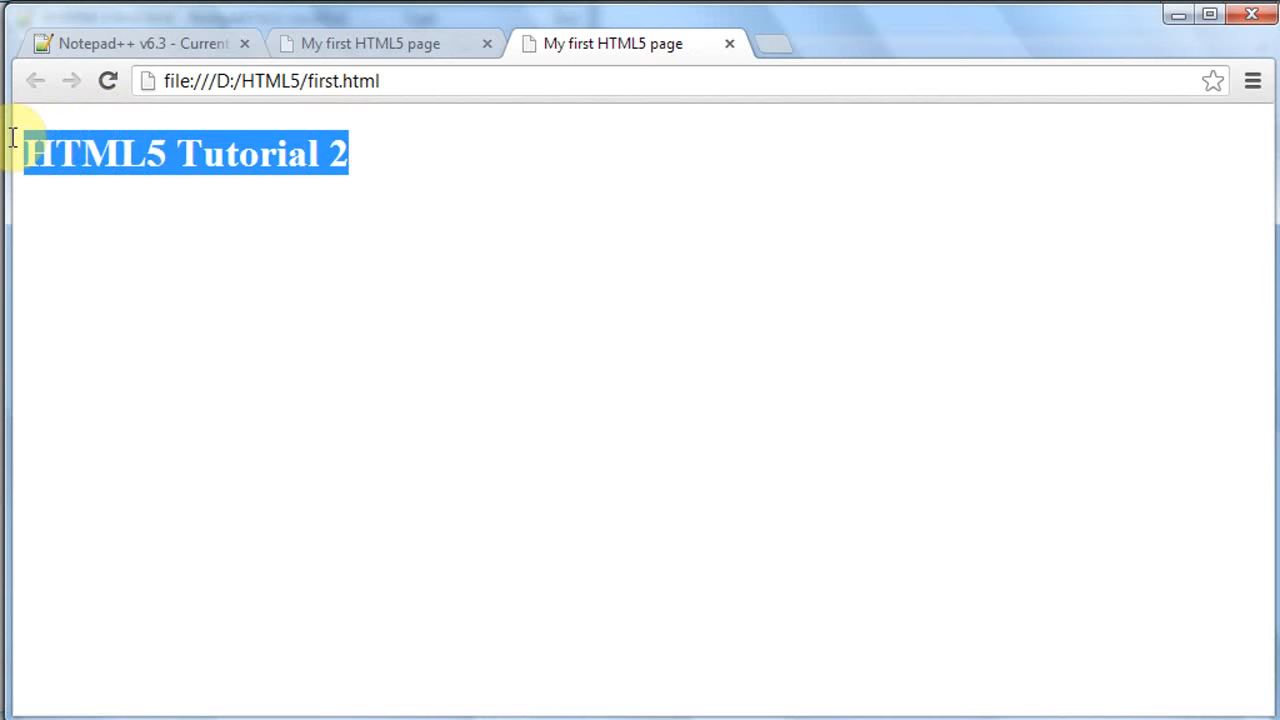 Notepad++ v6.3 - Current
My first HTML5 page
My first HTML5 page
file:///D:/HTML5/first.html
HTML5 Tutorial 2